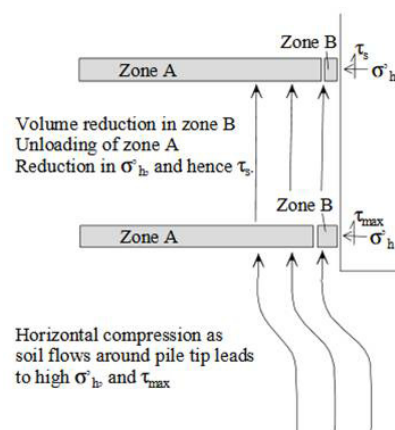 Zone B
Zone A
τs
σ'h
Volume reduction in zone B
Unloading of zone A
Reduction in σ'h, and hence τs.
Zone B
Zone A
τmax
σ'h
Horizontal compression as
soil flows around pile tip leads
to high σ'h, and τmax